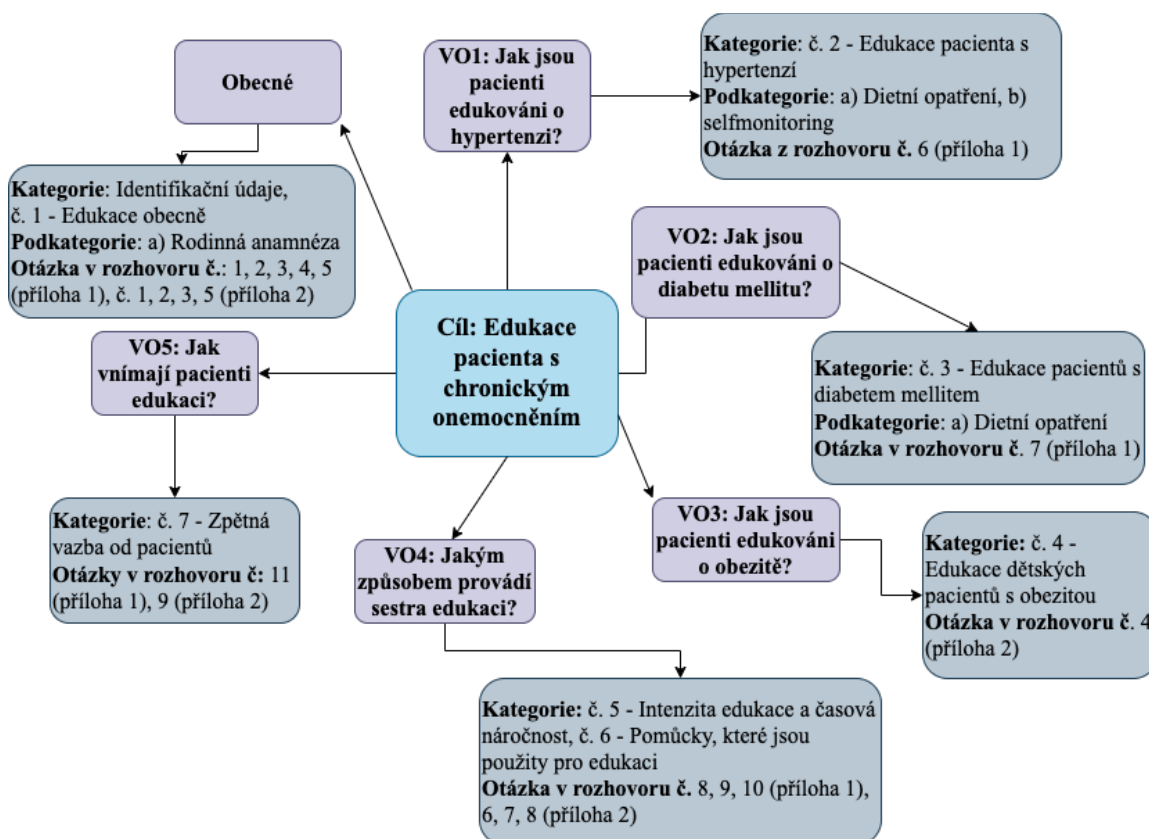 Obecné
Kategorie: Identifikační údaje,
č. 1 - Edukace obecně
Podkategorie: a) Rodinná anamnéza
Otázka v rozhovoru č.: 1, 2, 3, 4, 5
(příloha 1), č. 1, 2, 3, 5 (příloha 2)
VO1: Jak jsou
pacienti
edukováni o
hypertenzi?
Kategorie: č. 2 - Edukace pacienta s
hypertenzí
Podkategorie: a) Dietní opatření, b)
selfmonitoring
Otázka z rozhovoru č. 6 (příloha 1)
VO2: Jak jsou
pacienti edukováni o
diabetu mellitu?
Kategorie: č. 3 - Edukace pacientů s
diabetem mellitem
Podkategorie: a) Dietní opatření
Otázka v rozhovoru č. 7 (příloha 1)
Cíl: Edukace
pacienta s
chronickým
onemocněním
VO5: Jak
vnímají pacienti
edukaci?
Kategorie: č. 7 - Zpětná
vazba od pacientů
Otázky v rozhovoru č: 11
(příloha 1), 9 (příloha 2)
VO4: Jakým
způsobem provádí
sestra edukaci?
Kategorie: č. 5 - Intenzita edukace a časová
náročnost, č. 6 - Pomůcky, které jsou
použity pro edukaci
Otázka v rozhovoru č. 8, 9, 10 (příloha 1),
6, 7, 8 (příloha 2)
VO3: Jak jsou
pacienti edukováni
o obezitě?
Kategorie: č. 4 -
Edukace dětských
pacientů s obezitou
Otázka v rozhovoru č. 4
(příloha 2)